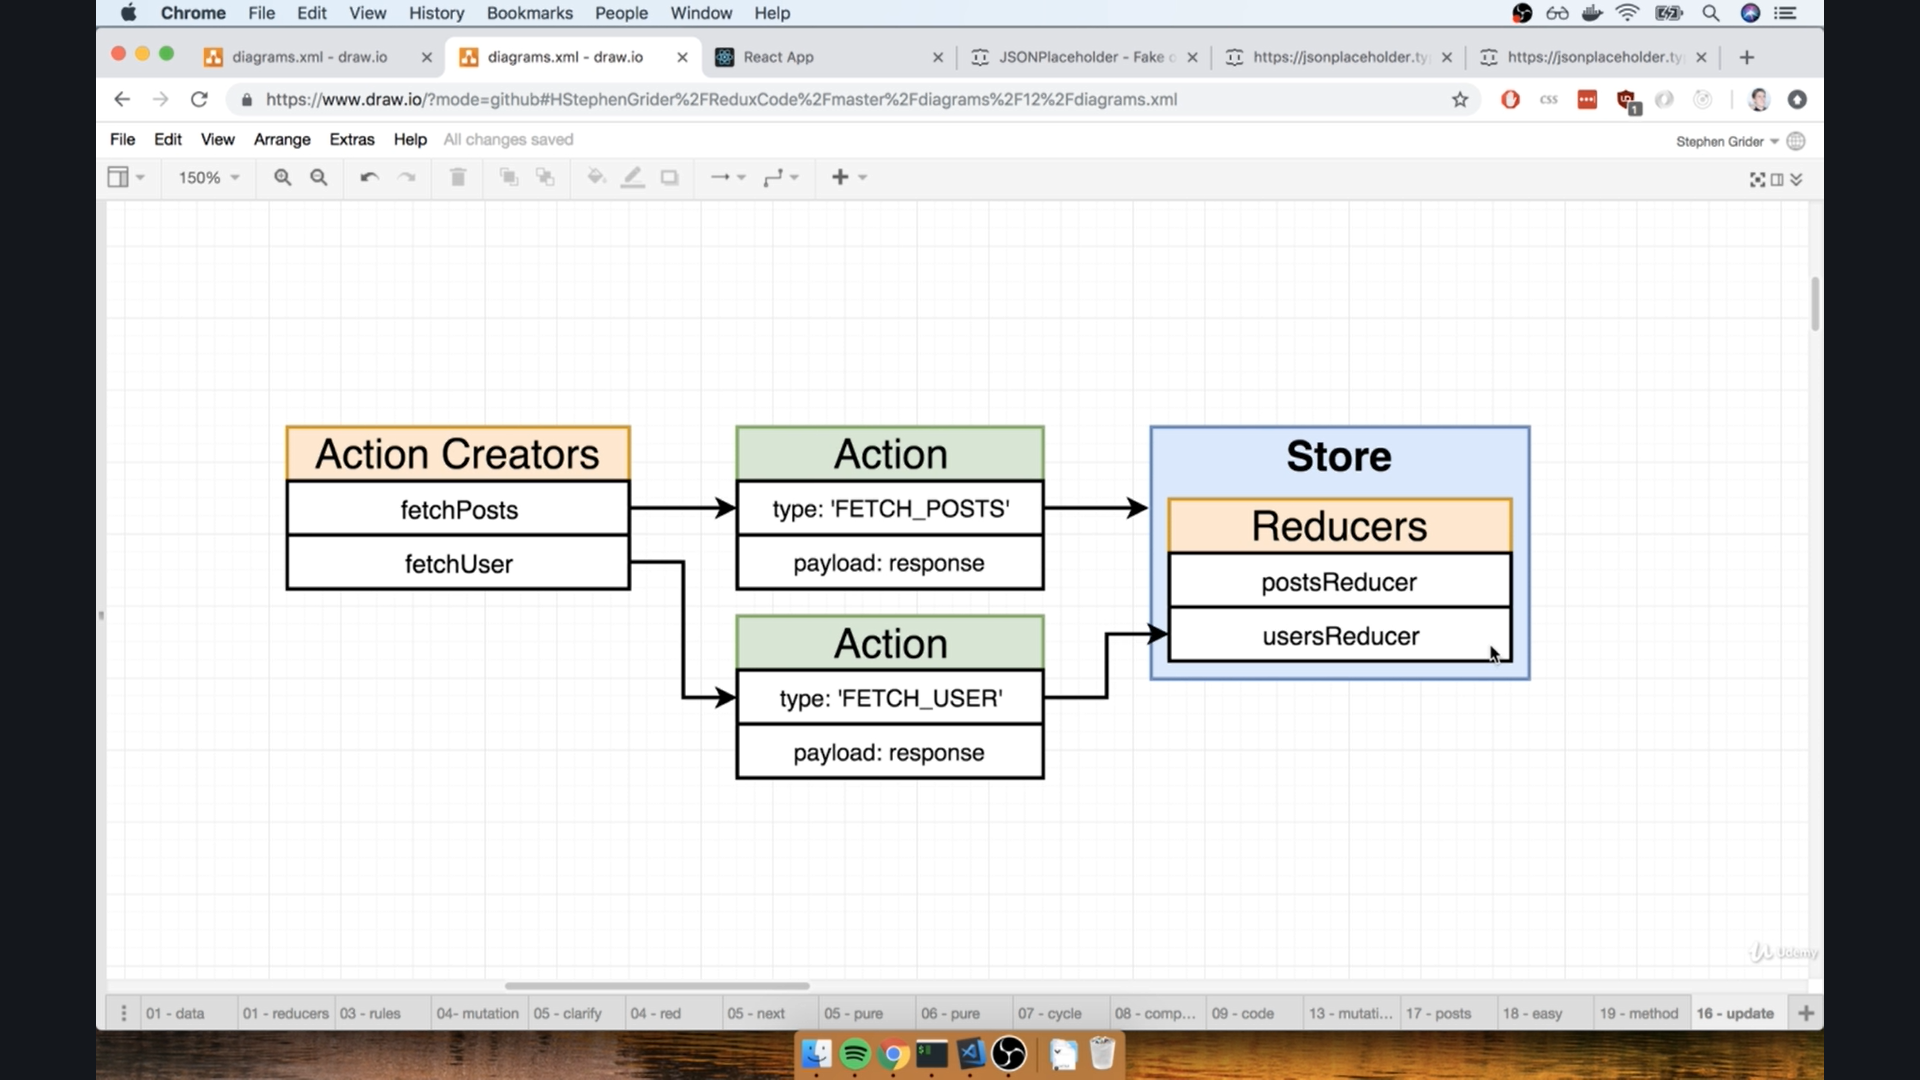 Chrome File Edit View History Bookmarks People Window Help
diagrams.xml - draw.io
diagrams.xml - draw.io
React App
JSONPlaceholder - Fake
https://jsonplaceholder.ty
https://jsonplaceholder.ty
https://www.draw.io/?mode=github#HStephenGrider%2FReduxCode%2Fmaster%2Fdiagrams%2F12%2Fdiagrams.xml
CSS
1
File Edit View Arrange Extras Help All changes saved
Stephen Grider
150%
Action Creators
fetchPosts
fetchUser
Action
type: 'FETCH_POSTS'
payload: response
Action
type: 'FETCH_USER'
payload: response
Store
Reducers
postsReducer
usersReducer
Udemy
01 - data
01 - reducers
03 - rules
04- mutation
05 - clarify
04 - red
05 - next
05 - pure
06 - pure
07 - cycle
08 - comp...
09 - code
13 - mutati...
17 - posts
18 - easy
19 - method
16 - update